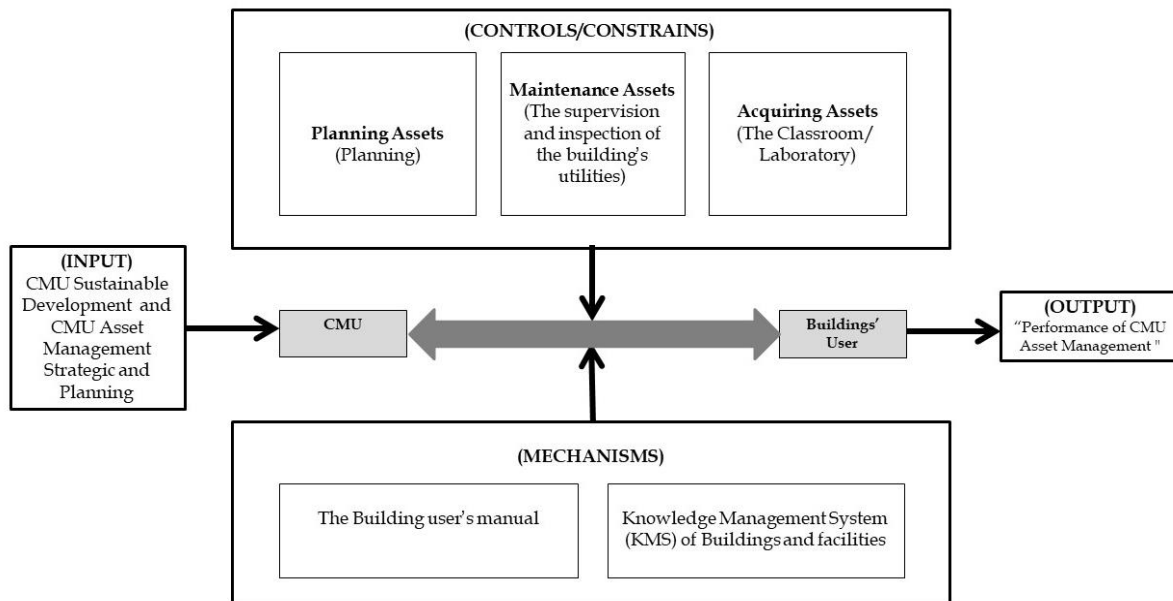 (CONTROLS/CONSTRAINS)
Planning Assets
(Planning)
Maintenance Assets
(The supervision
and inspection of
the building's
utilities)
Acquiring Assets
(The Classroom/
Laboratory)
(INPUT)
CMU Sustainable
Development and
CMU Asset
Management
Strategic and
Planning
CMU
Buildings'
User
(OUTPUT)
"Performance of CMU
Asset Management "
(MECHANISMS)
The Building user's manual
Knowledge Management System
(KMS) of Buildings and facilities